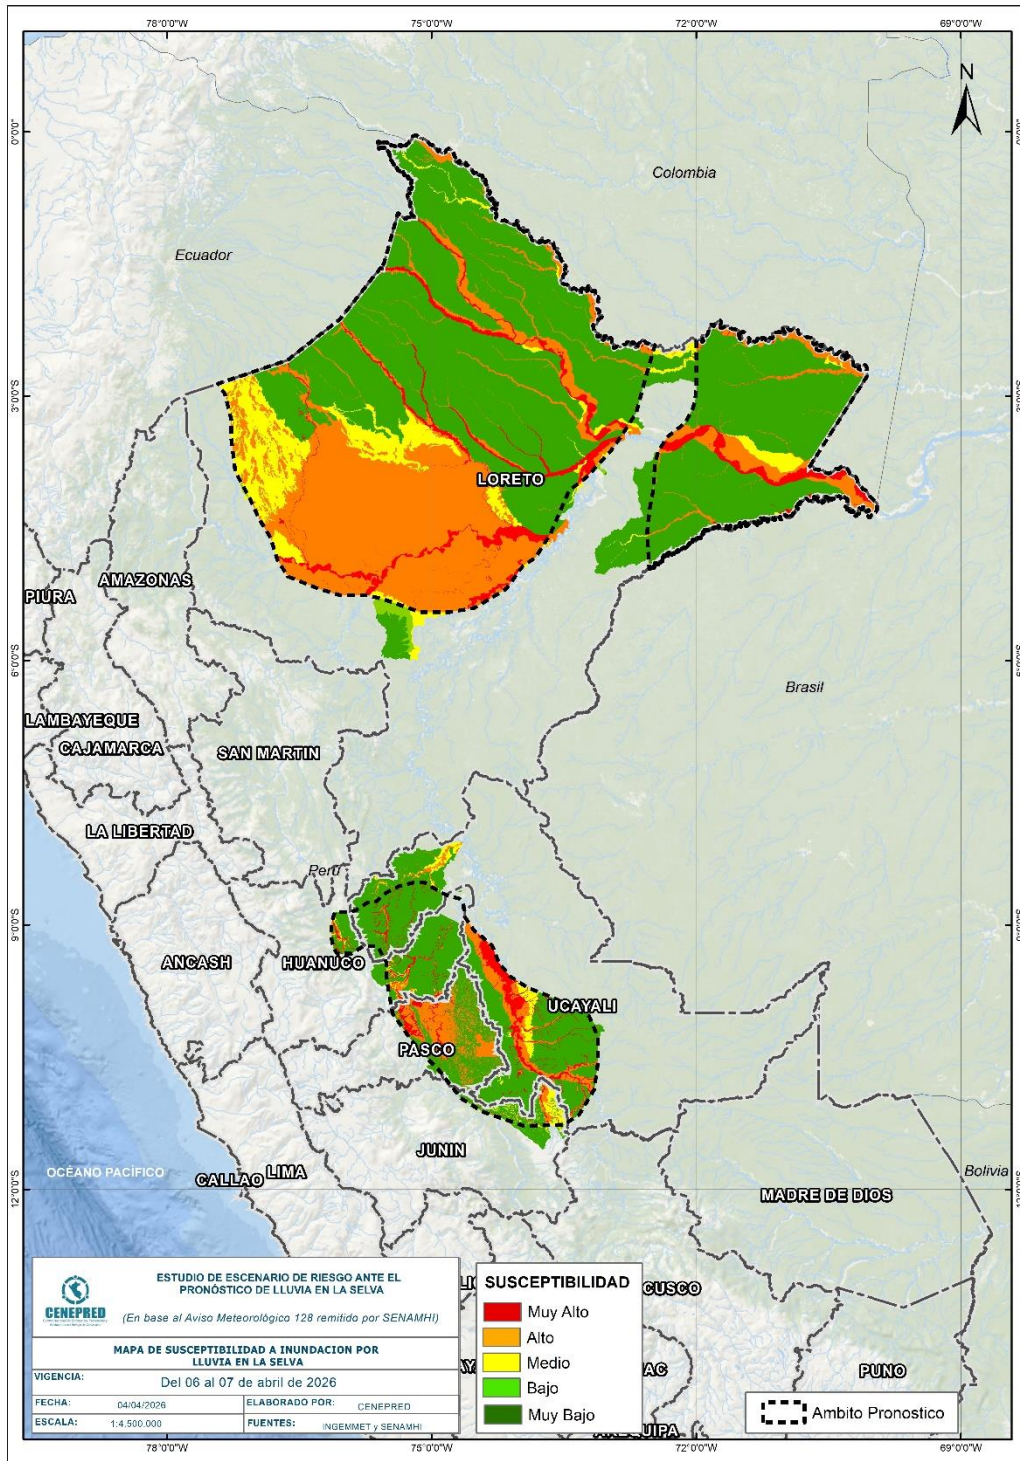 78°0'0"W
75°0'0"W
72°0'0"W
69°0'0"W
N
0°0'0"
Colombia
Ecuador
3°0'0"S
LORETO
AMAZONAS
PIURA
6°0'0"S
Brasil
LAMBAYEQUE
CAJAMARCA
SAN MARTIN
LA LIBERTAD
Perú
9°0'0"S
ANCASH
HUANUCO
UCAYALI
PASCO
JUNIN
OCÉANO PACÍFICO
CALLAO
LIMA
Bolivia
12°0'0"S
MADRE DE DIOS
CUSCO
PUNO
AREQUIPA
CENEPRED
ESTUDIO DE ESCENARIO DE RIESGO ANTE EL
PRONÓSTICO DE LLUVIA EN LA SELVA
(En base al Aviso Meteorológico 128 remitido por SENAMHI)
MAPA DE SUSCEPTIBILIDAD A INUNDACION POR
LLUVIA EN LA SELVA
VIGENCIA: Del 06 al 07 de abril de 2026
FECHA: 04/04/2026 ELABORADO POR: CENEPRED
ESCALA: 1:4.500.000 FUENTES: INGEMMET y SENAMHI
SUSCEPTIBILIDAD
Muy Alto
Alto
Medio
Bajo
Muy Bajo
Ambito Pronostico
78°0'0"W
75°0'0"W
72°0'0"W
69°0'0"W